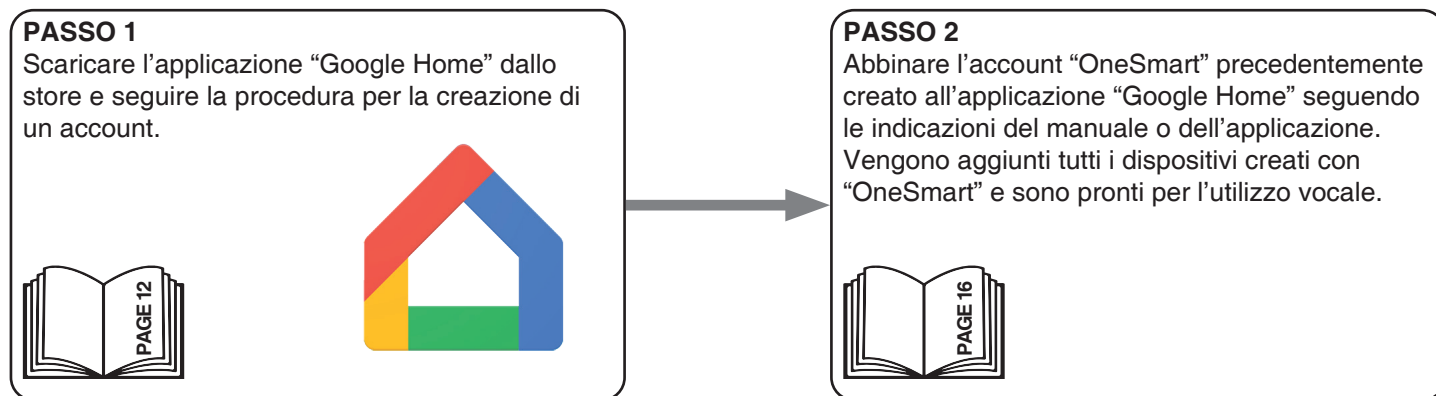 PASSO 1
Scaricare l’applicazione “Google Home” dallo
store e seguire la procedura per la creazione di
un account.
PAGE 12
PASSO 2
Abbinare l’account “OneSmart” precedentemente
creato all’applicazione “Google Home” seguendo
le indicazioni del manuale o dell’applicazione.
Vengono aggiunti tutti i dispositivi creati con
“OneSmart” e sono pronti per l’utilizzo vocale.
PAGE 16